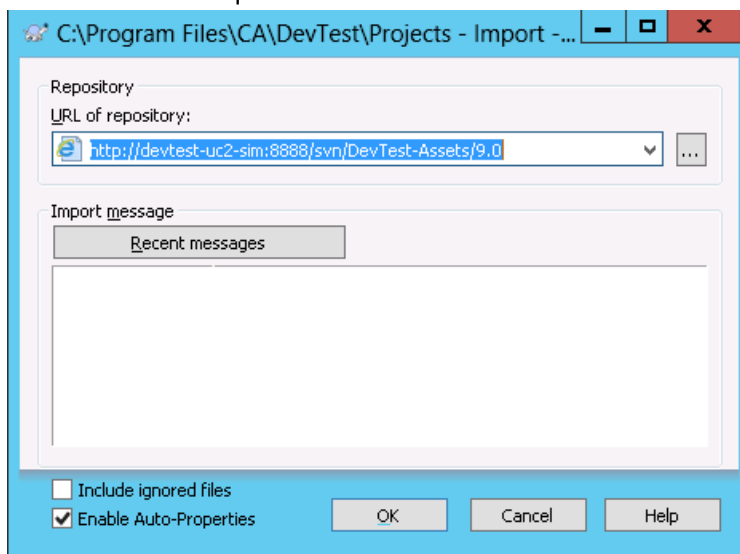 C:\Program Files\CA\DevTest\Projects - Import -...
Repository
URL of repository:
http://devtest-uc2-sim:8888/svn/DevTest-Assets/9.0
...
Import message
Recent messages
Include ignored files
Enable Auto-Properties
OK
Cancel
Help